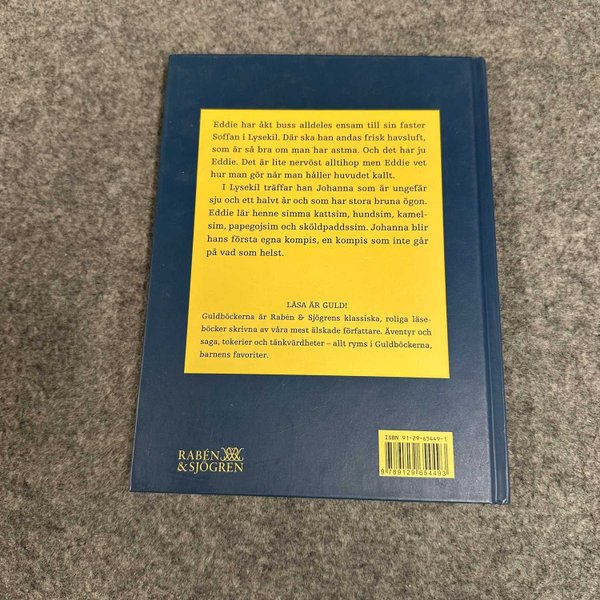 Eddie har åkt buss alldeles ensam till sin faster
Soffan i Lysekil. Där ska han andas frisk havsluft,
som är så bra om man har astma. Och det har ju
Eddie. Det är lite nervöst alltihop men Eddie vet
hur man gör när man håller huvudet kallt.
I Lysekil träffar han Johanna som är ungefär
sju och ett halvt år och som har stora bruna ögon.
Eddie lär henne simma kattsim, hundsim, kamel-
sim, papegojsim och sköldpaddssim. Johanna blir
hans första egna kompis, en kompis som inte går
på vad som helst.
LÄSA ÄR GULD!
Guldböckerna är Rabén & Sjögrens klassiska, roliga läse-
böcker skrivna av våra mest älskade författare. Äventyr och
saga, tokerier och tänkvärdheter – allt ryms i Guldböckerna,
barnens favoriter.
ISBN 91-29-65449-1
9 789129 654493
RABÉN
& SJÖGREN